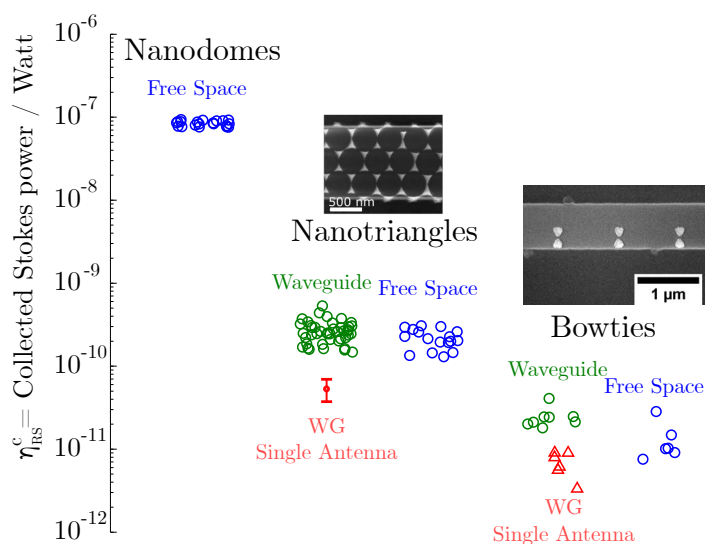 η_RS^c = Collected Stokes power / Watt
10^-6
10^-7
10^-8
10^-9
10^-10
10^-11
10^-12
Nanodomes
Free Space
500 nm
Nanotriangles
Waveguide
Free Space
WG
Single Antenna
1 µm
Bowties
Waveguide
Free Space
WG
Single Antenna